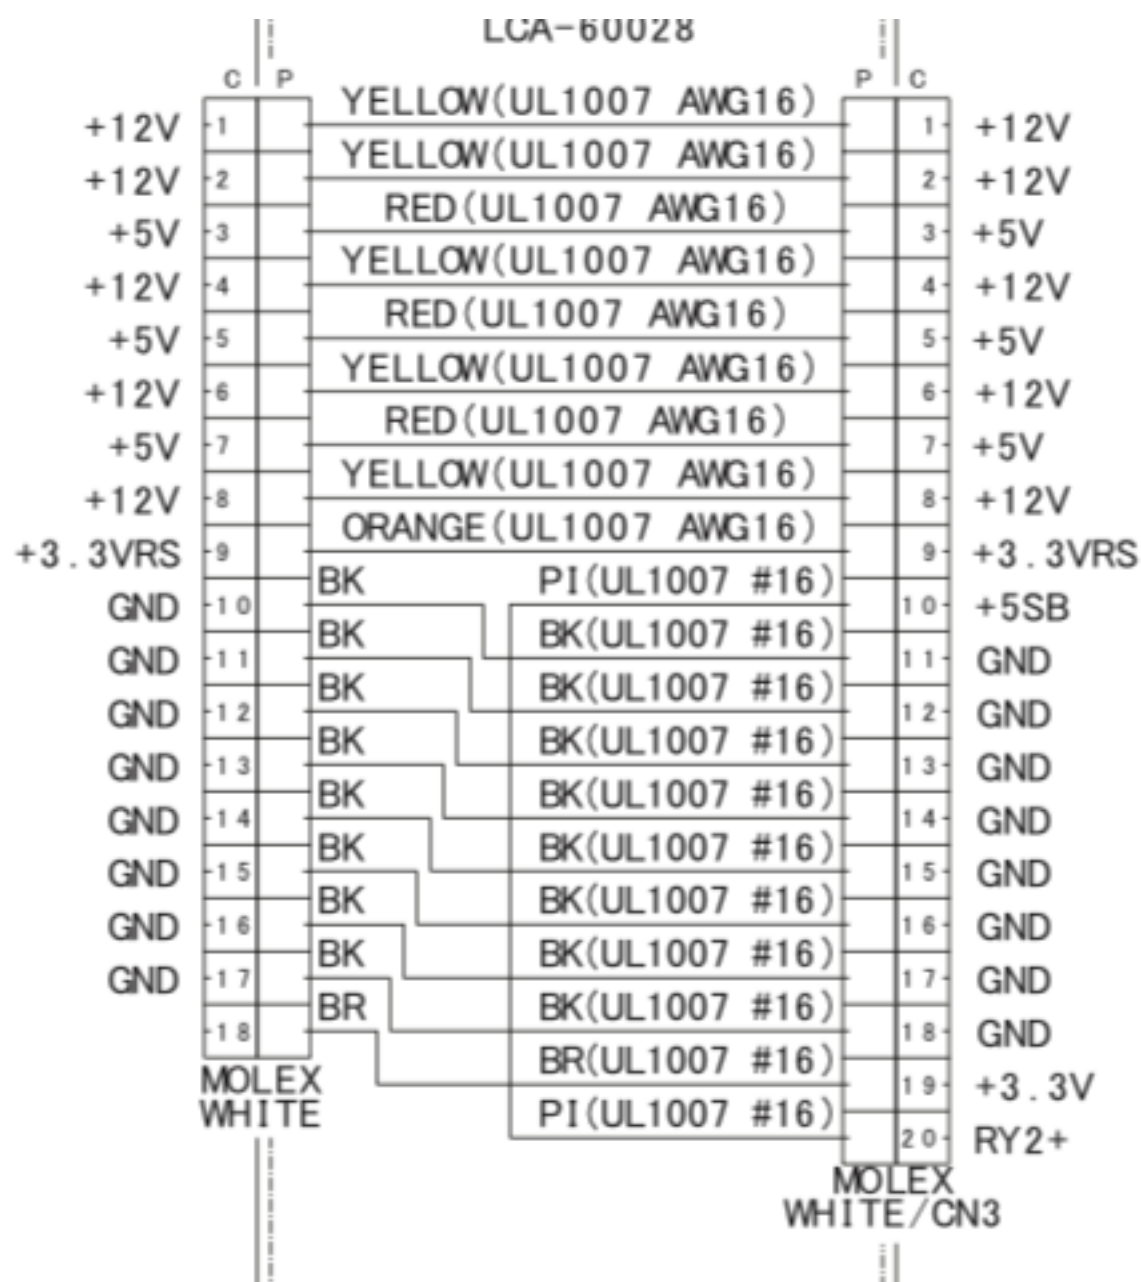 LCA-60028
C P P C
YELLOW(UL1007 AWG16)
+12V 1 1 +12V
YELLOW(UL1007 AWG16)
+12V 2 2 +12V
RED(UL1007 AWG16)
+5V 3 3 +5V
YELLOW(UL1007 AWG16)
+12V 4 4 +12V
RED(UL1007 AWG16)
+5V 5 5 +5V
YELLOW(UL1007 AWG16)
+12V 6 6 +12V
RED(UL1007 AWG16)
+5V 7 7 +5V
YELLOW(UL1007 AWG16)
+12V 8 8 +12V
ORANGE(UL1007 AWG16)
+3.3VRS 9 9 +3.3VRS
BK PI(UL1007 #16)
GND 10 10 +5SB
BK BK(UL1007 #16)
GND 11 11 GND
BK BK(UL1007 #16)
GND 12 12 GND
BK BK(UL1007 #16)
GND 13 13 GND
BK BK(UL1007 #16)
GND 14 14 GND
BK BK(UL1007 #16)
GND 15 15 GND
BK BK(UL1007 #16)
GND 16 16 GND
BK BK(UL1007 #16)
GND 17 17 GND
BR BK(UL1007 #16)
18 18 GND
BR(UL1007 #16)
MOLEX 19 +3.3V
WHITE PI(UL1007 #16)
20 RY2+
MOLEX
WHITE/CN3